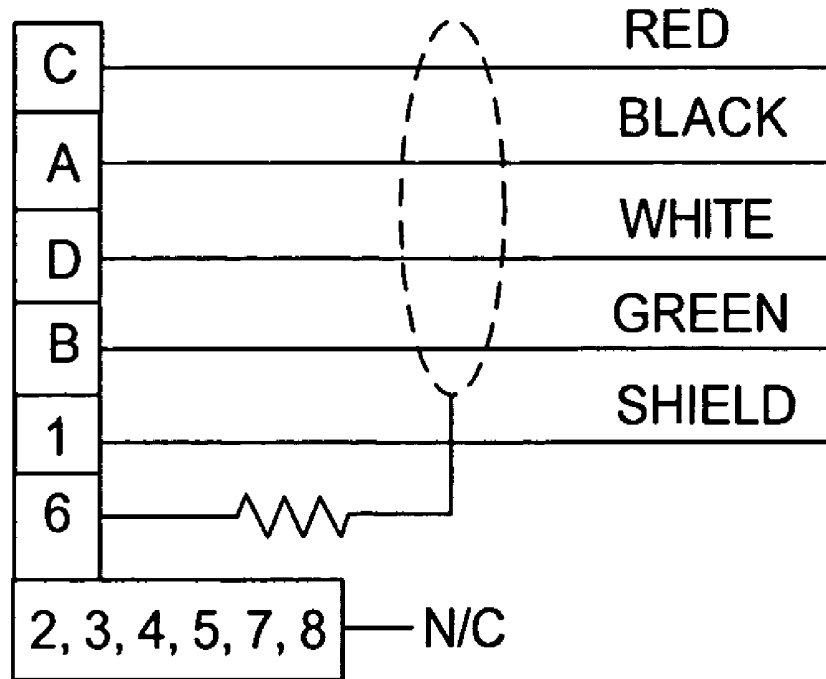 C RED
A BLACK
D WHITE
B GREEN
1 SHIELD
6
2, 3, 4, 5, 7, 8 N/C